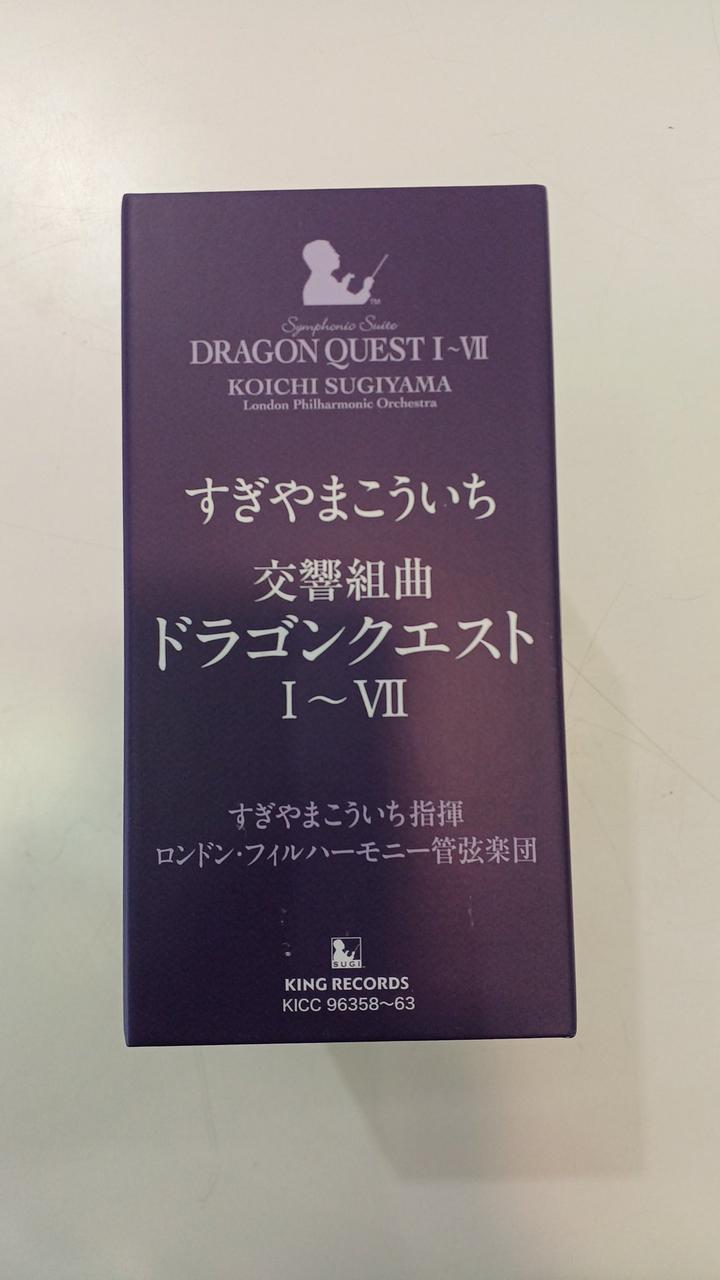 TM
Symphonic Suite
DRAGON QUEST I~VII
KOICHI SUGIYAMA
London Philharmonic Orchestra
すぎやまこういち
交響組曲
ドラゴンクエスト
I～VII
すぎやまこういち指揮
ロンドン・フィルハーモニー管弦楽団
SUGI
KING RECORDS
KICC 96358～63